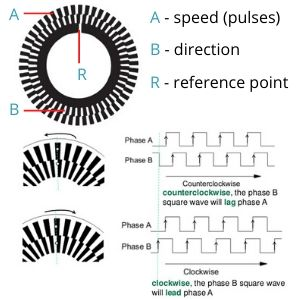 A
A - speed (pulses)
B - direction
R
R - reference point
B
Phase A
Phase B
Counterclockwise
counterclockwise, the phase B
square wave will lag phase A
Phase A
Phase B
Clockwise
clockwise, the phase B square wave
will lead phase A